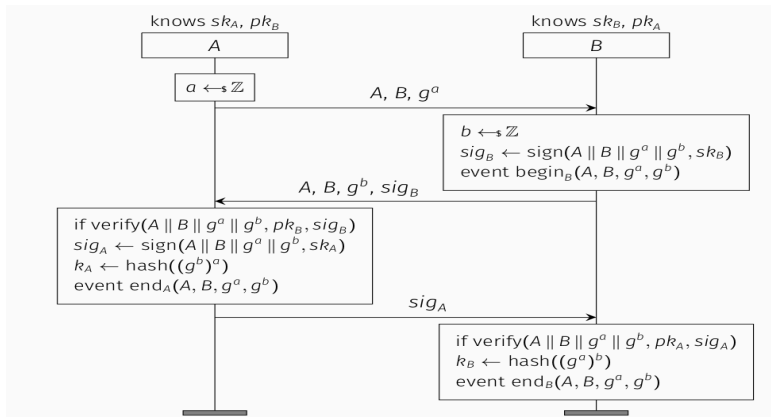 knows sk_A, pk_B
knows sk_B, pk_A
A
B
a ←$ ℤ
A, B, g^a
b ←$ ℤ
sig_B ← sign(A || B || g^a || g^b, sk_B)
event begin_B(A, B, g^a, g^b)
A, B, g^b, sig_B
if verify(A || B || g^a || g^b, pk_B, sig_B)
sig_A ← sign(A || B || g^a || g^b, sk_A)
k_A ← hash((g^b)^a)
event end_A(A, B, g^a, g^b)
sig_A
if verify(A || B || g^a || g^b, pk_A, sig_A)
k_B ← hash((g^a)^b)
event end_B(A, B, g^a, g^b)